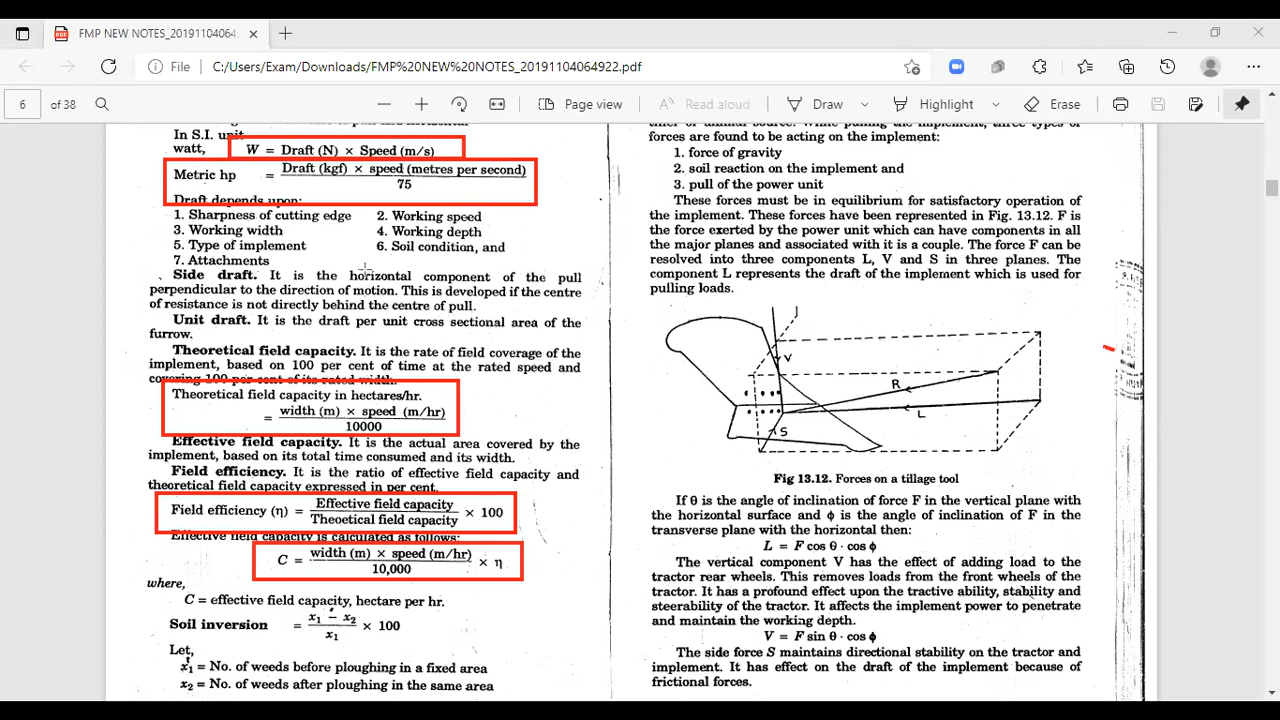 FMP NEW NOTES_2019110406­4
File
C:/Users/Exam/Downloads/FMP%20NEW%20NOTES_20191104064922.pdf
6 of 38
Page view
Read aloud
Draw
Highlight
Erase
In S.I. unit
watt, W = Draft (N) × Speed (m/s)
Metric hp = Draft (kgf) × speed (metres per second)
75
Draft depends upon:
1. Sharpness of cutting edge 2. Working speed
3. Working width 4. Working depth
5. Type of implement 6. Soil condition, and
7. Attachments
Side draft. It is the horizontal component of the pull
perpendicular to the direction of motion. This is developed if the centre
of resistance is not directly behind the centre of pull.
Unit draft. It is the draft per unit cross sectional area of the
furrow.
Theoretical field capacity. It is the rate of field coverage of the
implement, based on 100 per cent of time at the rated speed and
covering 100 per cent of its rated width.
Theoretical field capacity in hectares/hr.
= width (m) × speed (m/hr)
10000
Effective field capacity. It is the actual area covered by the
implement, based on its total time consumed and its width.
Field efficiency. It is the ratio of effective field capacity and
theoretical field capacity expressed in per cent.
Field efficiency (η) = Effective field capacity
Theoetical field capacity × 100
Effective field capacity is calculated as follows:
C = width (m) × speed (m/hr)
10,000 × η
where,
C = effective field capacity, hectare per hr.
Soil inversion = x₁ − x₂
x₁ × 100
Let,
x₁ = No. of weeds before ploughing in a fixed area
x₂ = No. of weeds after ploughing in the same area
forces are found to be acting on the implement:
1. force of gravity
2. soil reaction on the implement and
3. pull of the power unit
These forces must be in equilibrium for satisfactory operation of
the implement. These forces have been represented in Fig. 13.12. F is
the force exerted by the power unit which can have components in all
the major planes and associated with it is a couple. The force F can be
resolved into three components L, V and S in three planes. The
component L represents the draft of the implement which is used for
pulling loads.
V
R
L
S
Fig 13.12. Forces on a tillage tool
If θ is the angle of inclination of force F in the vertical plane with
the horizontal surface and ϕ is the angle of inclination of F in the
transverse plane with the horizontal then:
L = F cos θ · cos ϕ
The vertical component V has the effect of adding load to the
tractor rear wheels. This removes loads from the front wheels of the
tractor. It has a profound effect upon the tractive ability, stability and
steerability of the tractor. It affects the implement power to penetrate
and maintain the working depth.
V = F sin θ · cos ϕ
The side force S maintains directional stability on the tractor and
implement. It has effect on the draft of the implement because of
frictional forces.